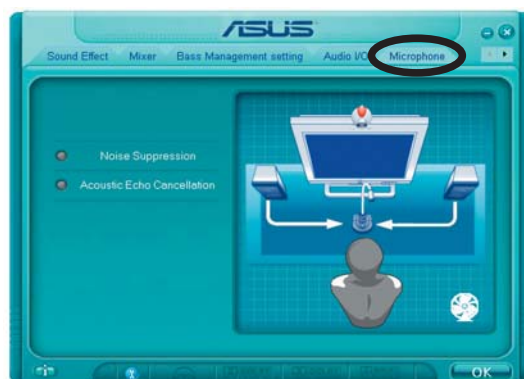 ASUS
Sound Effect Mixer Bass Management setting Audio I/O Microphone
Noise Suppression
Acoustic Echo Cancellation
OK